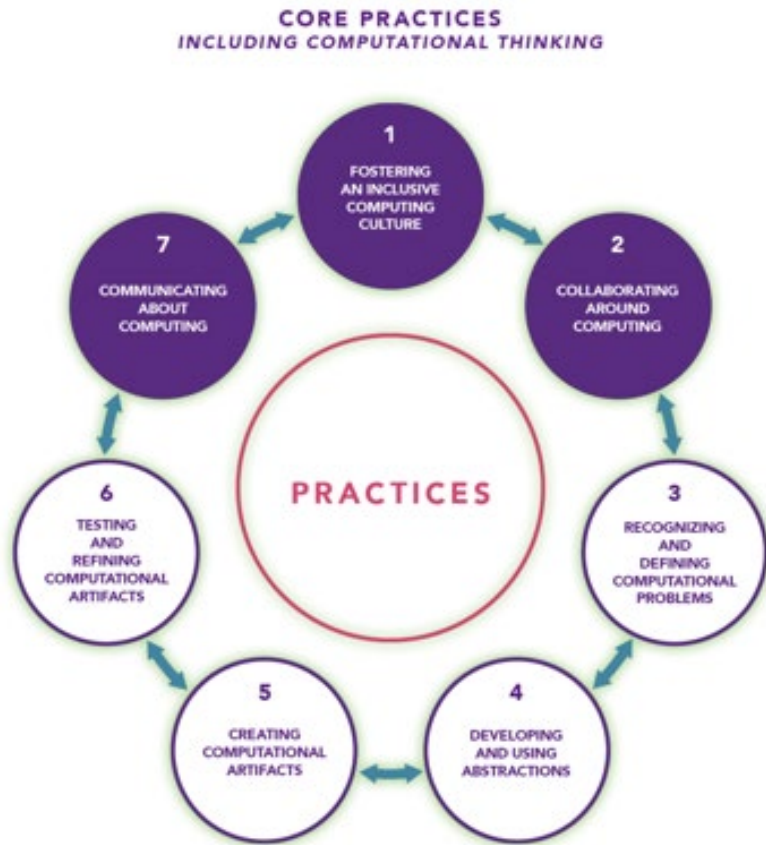 CORE PRACTICES
INCLUDING COMPUTATIONAL THINKING
1
FOSTERING
AN INCLUSIVE
COMPUTING
CULTURE
2
COLLABORATING
AROUND
COMPUTING
3
RECOGNIZING
AND
DEFINING
COMPUTATIONAL
PROBLEMS
4
DEVELOPING
AND USING
ABSTRACTIONS
5
CREATING
COMPUTATIONAL
ARTIFACTS
6
TESTING
AND
REFINING
COMPUTATIONAL
ARTIFACTS
7
COMMUNICATING
ABOUT
COMPUTING
PRACTICES